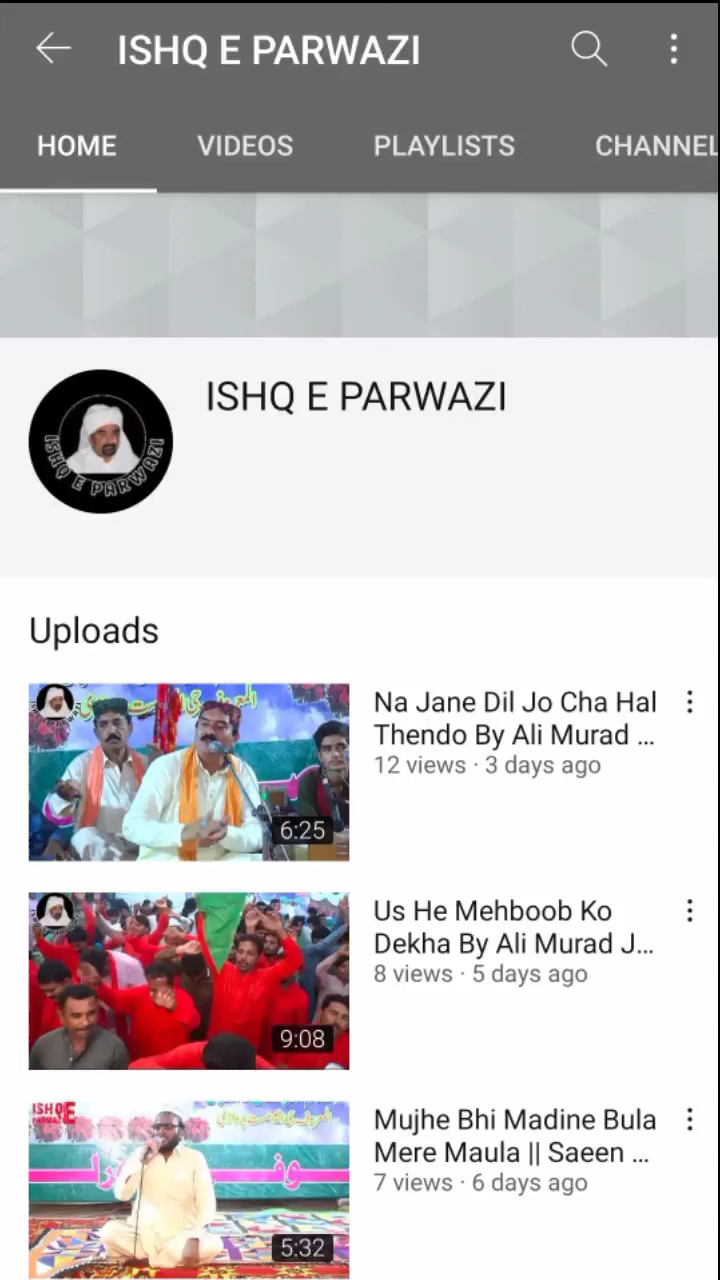 ISHQ E PARWAZI
HOME VIDEOS PLAYLISTS CHANNEL
ISHQ E PARWAZI
ISHQ E PARWAZI
Uploads
6:25
Na Jane Dil Jo Cha Hal
Thendo By Ali Murad ...
12 views · 3 days ago
9:08
Us He Mehboob Ko
Dekha By Ali Murad J...
8 views · 5 days ago
ISHQ E
PARWAZI
5:32
Mujhe Bhi Madine Bula
Mere Maula || Saeen ...
7 views · 6 days ago